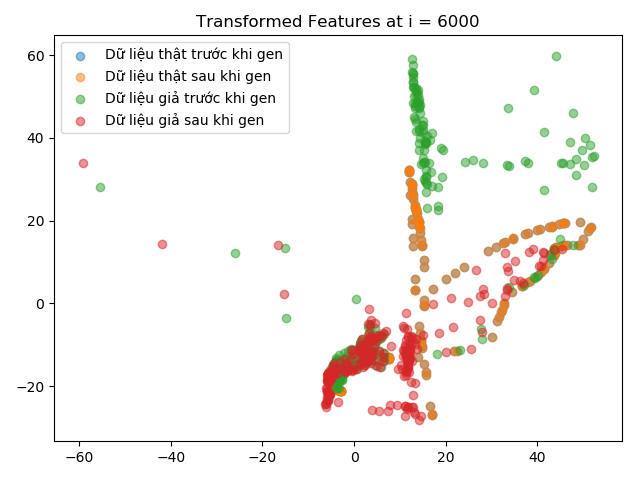 Transformed Features at i = 6000
Dữ liệu thật trước khi gen
Dữ liệu thật sau khi gen
Dữ liệu giả trước khi gen
Dữ liệu giả sau khi gen
60
40
20
0
−20
−60
−40
−20
0
20
40